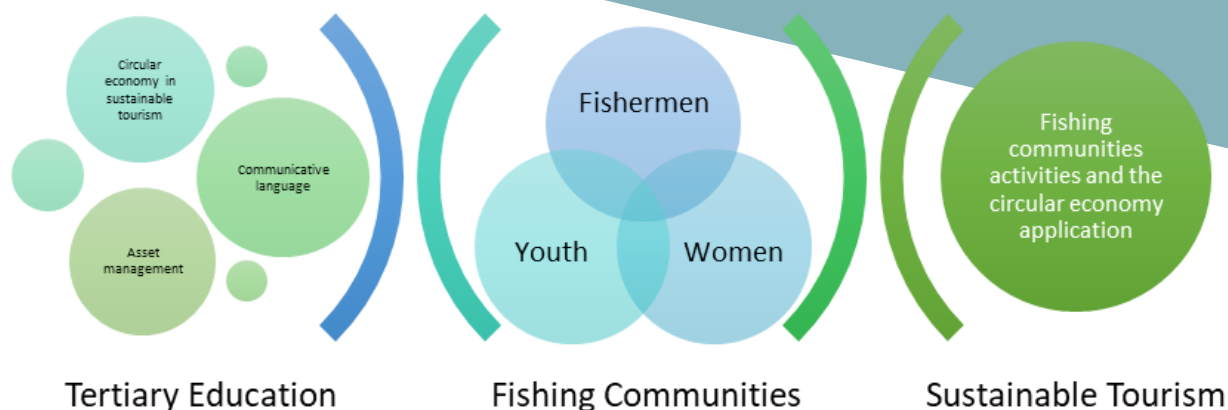 Circular
economy in
sustainable
tourism
Communicative
language
Asset
management
Tertiary Education
Fishermen
Youth
Women
Fishing Communities
Fishing
communities
activities and the
circular economy
application
Sustainable Tourism